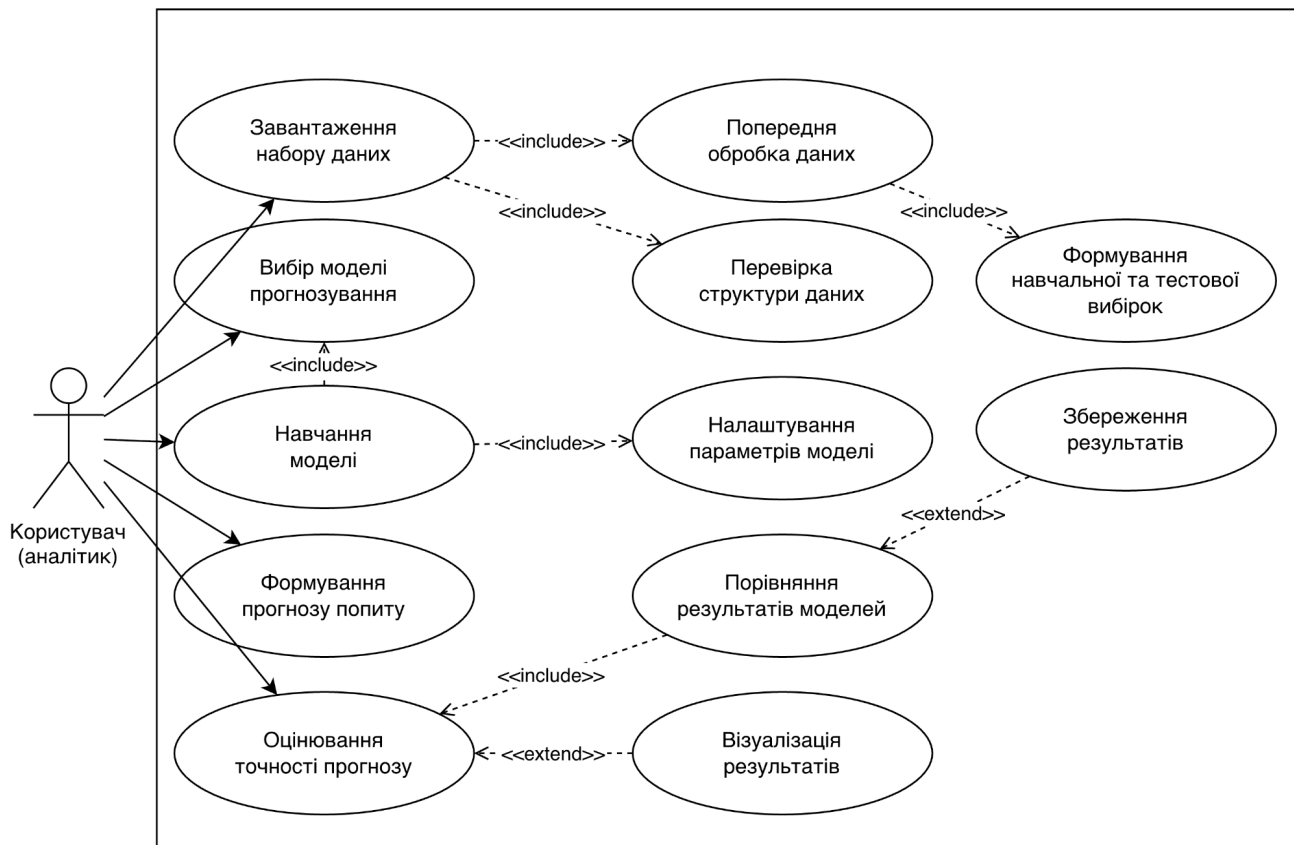 Завантаження
набору даних
<<include>>
Попередня
обробка даних
<<include>>
<<include>>
Вибір моделі
прогнозування
Перевірка
структури даних
Формування
навчальної та тестової
вибірок
<<include>>
Навчання
моделі
<<include>>
Налаштування
параметрів моделі
Збереження
результатів
<<extend>>
Користувач
(аналітик)
Формування
прогнозу попиту
Порівняння
результатів моделей
<<include>>
Оцінювання
точності прогнозу
<<extend>>
Візуалізація
результатів